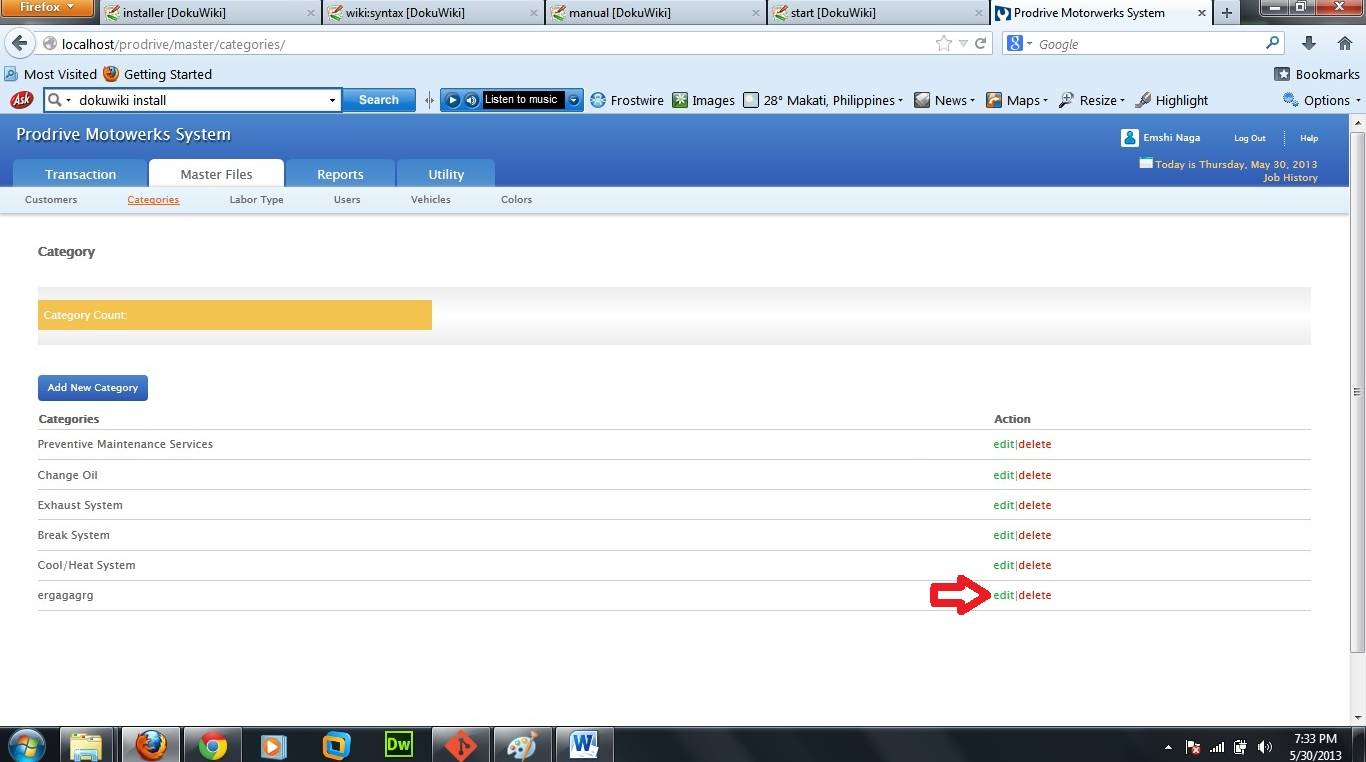 Firefox
installer [DokuWiki]
wiki:syntax [DokuWiki]
manual [DokuWiki]
start [DokuWiki]
Prodrive Motorwerks System
localhost/prodrive/master/categories/
Google
Most Visited
Getting Started
Bookmarks
Ask
dokuwiki install
Search
Listen to music
Frostwire
Images
28° Makati, Philippines
News
Maps
Resize
Highlight
Options
Prodrive Motowerks System
Emshi Naga
Log Out
Help
Today is Thursday, May 30, 2013
Job History
Transaction
Master Files
Reports
Utility
Customers
Categories
Labor Type
Users
Vehicles
Colors
Category
Category Count:
Add New Category
Categories Action
Preventive Maintenance Services edit|delete
Change Oil edit|delete
Exhaust System edit|delete
Break System edit|delete
Cool/Heat System edit|delete
ergagagrg edit|delete
Dw
7:33 PM
5/30/2013